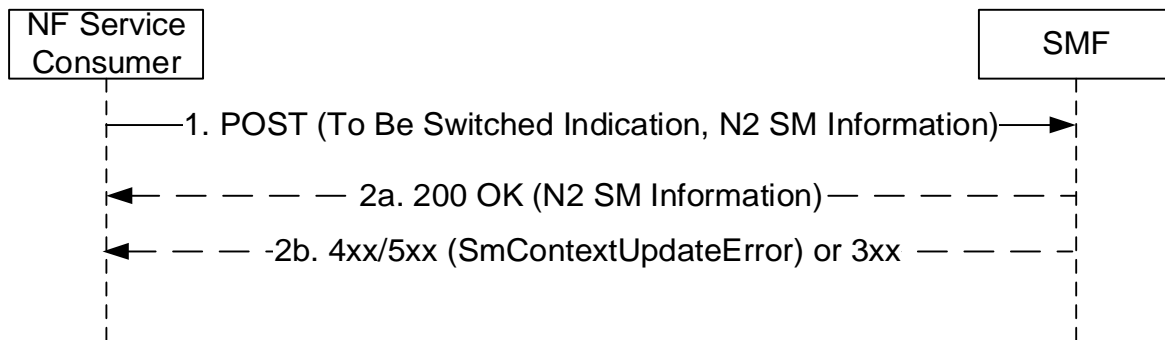 NF Service
Consumer
SMF
1. POST (To Be Switched Indication, N2 SM Information)
2a. 200 OK (N2 SM Information)
2b. 4xx/5xx (SmContextUpdateError) or 3xx